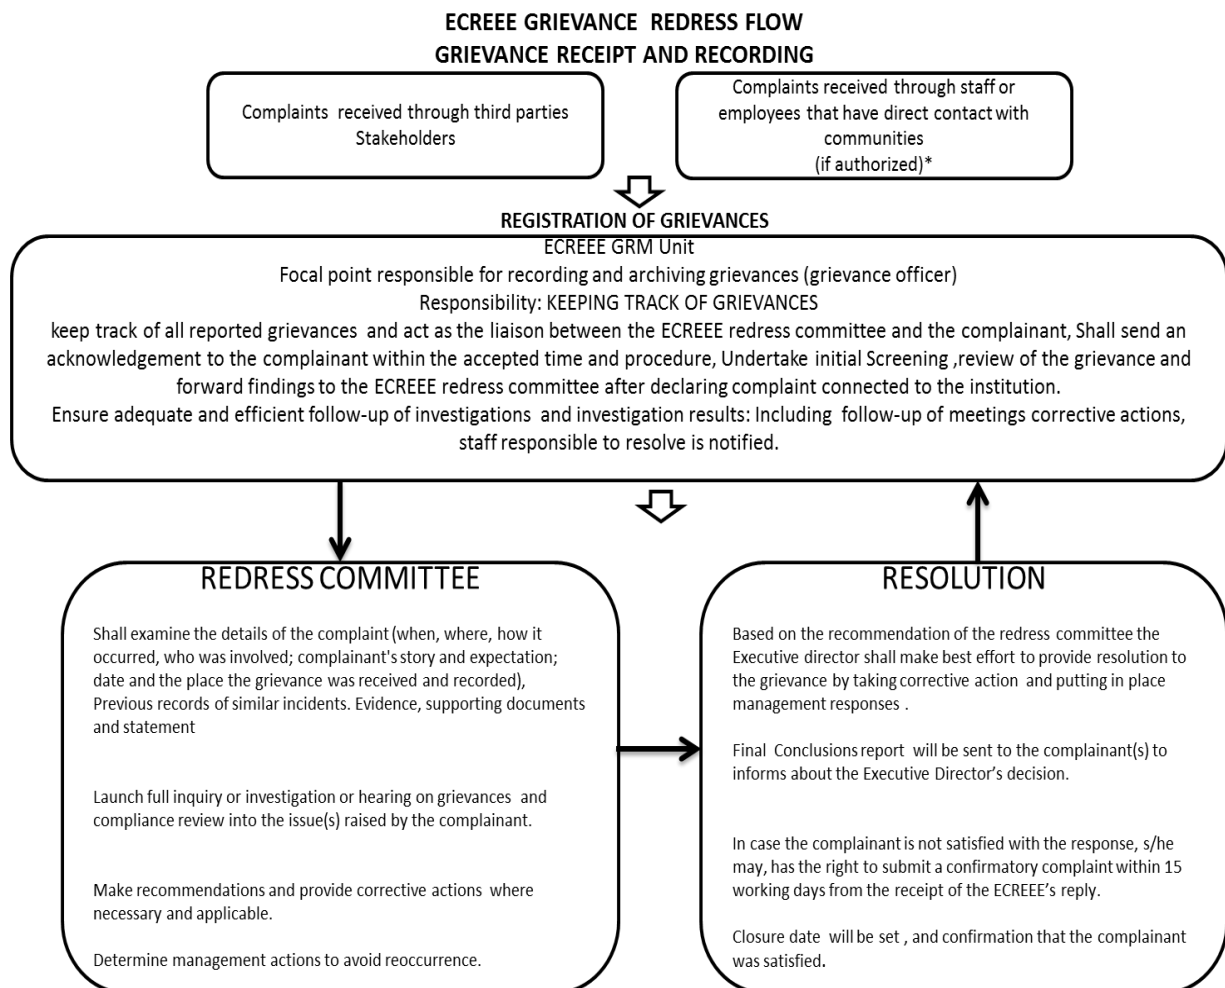 ECREEE GRIEVANCE REDRESS FLOW
GRIEVANCE RECEIPT AND RECORDING
Complaints received through third parties
Stakeholders
Complaints received through staff or
employees that have direct contact with
communities
(if authorized)*
REGISTRATION OF GRIEVANCES
ECREEE GRM Unit
Focal point responsible for recording and archiving grievances (grievance officer)
Responsibility: KEEPING TRACK OF GRIEVANCES
keep track of all reported grievances and act as the liaison between the ECREEE redress committee and the complainant, Shall send an
acknowledgement to the complainant within the accepted time and procedure, Undertake initial Screening ,review of the grievance and
forward findings to the ECREEE redress committee after declaring complaint connected to the institution.
Ensure adequate and efficient follow-up of investigations and investigation results: Including follow-up of meetings corrective actions,
staff responsible to resolve is notified.
REDRESS COMMITTEE
Shall examine the details of the complaint (when, where, how it
occurred, who was involved; complainant's story and expectation;
date and the place the grievance was received and recorded),
Previous records of similar incidents. Evidence, supporting documents
and statement
Launch full inquiry or investigation or hearing on grievances and
compliance review into the issue(s) raised by the complainant.
Make recommendations and provide corrective actions where
necessary and applicable.
Determine management actions to avoid reoccurrence.
RESOLUTION
Based on the recommendation of the redress committee the
Executive director shall make best effort to provide resolution to
the grievance by taking corrective action and putting in place
management responses .
Final Conclusions report will be sent to the complainant(s) to
informs about the Executive Director’s decision.
In case the complainant is not satisfied with the response, s/he
may, has the right to submit a confirmatory complaint within 15
working days from the receipt of the ECREEE’s reply.
Closure date will be set , and confirmation that the complainant
was satisfied.